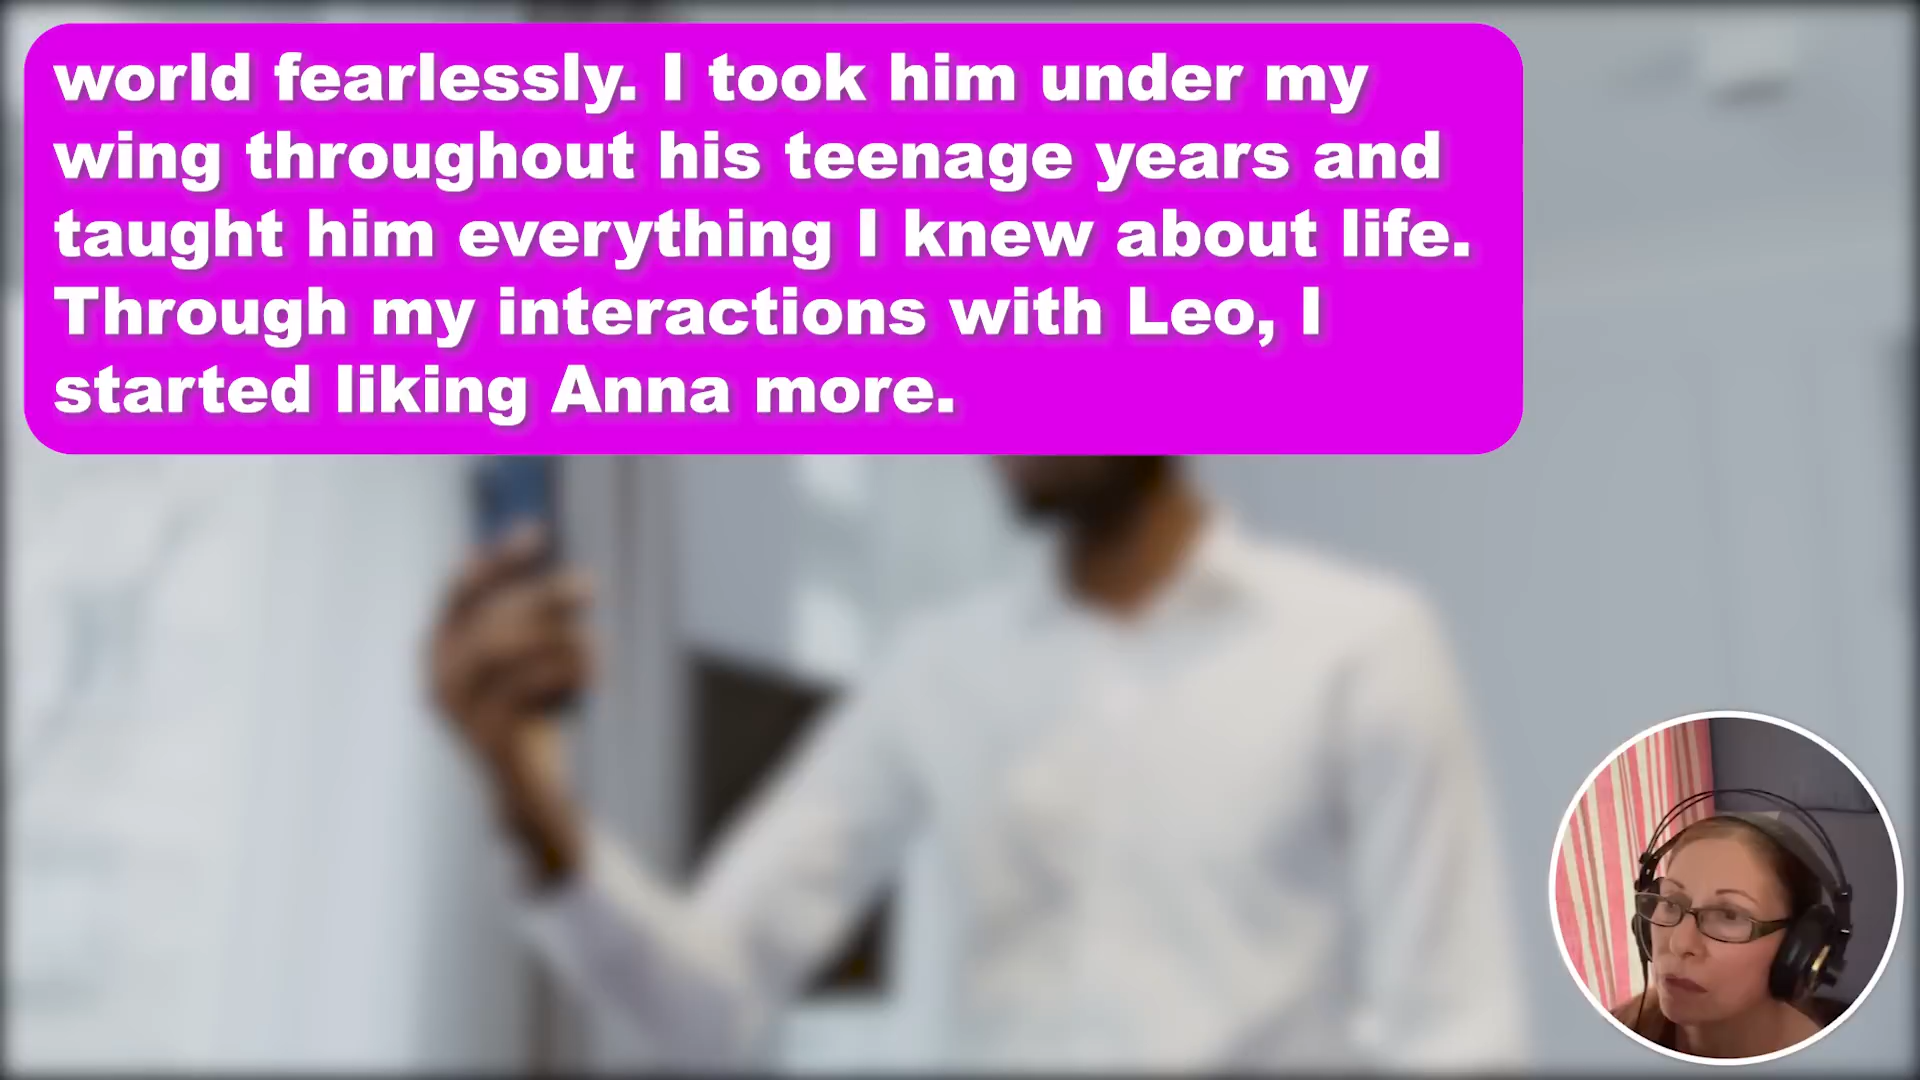 world fearlessly. I took him under my
wing throughout his teenage years and
taught him everything I knew about life.
Through my interactions with Leo, I
started liking Anna more.